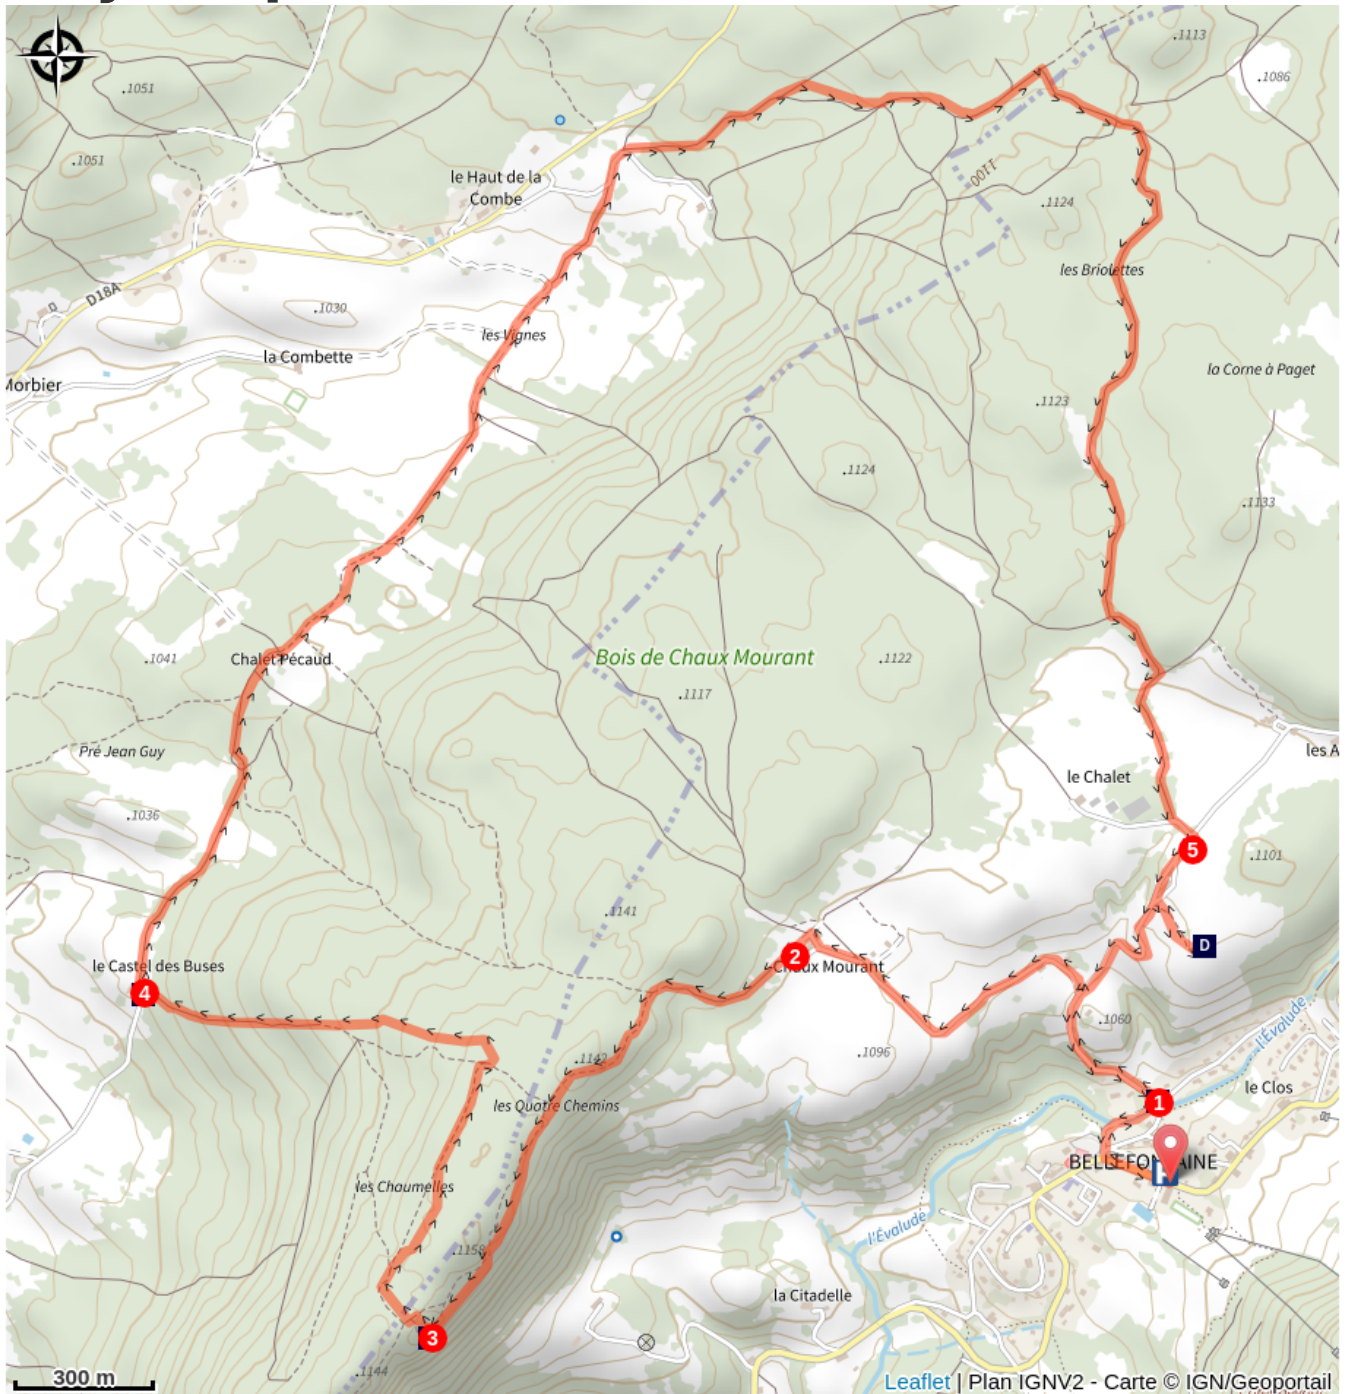 .1113
.1051
.1086
.1051
le Haut de la
Combe
1100
.1124
les Briolettes
D18A
.1030
les Vignes
la Combette
la Corne à Paget
Morbier
.1123
.1124
.1133
Bois de Chaux Mourant
.1041
Chalet Pécaud
.1122
.1117
Pré Jean Guy
les A
le Chalet
.1036
5
.1101
.1141
D
2
Chaux Mourant
le Castel des Buses
4
.1060
.1096
.1142
l'Évalude
le Clos
les Quatre Chemins
1
BELLEFONTAINE
les Chaumelles
l'Évalude
.1158
la Citadelle
3
.1144
300 m
Leaflet | Plan IGNV2 - Carte © IGN/Geoportail